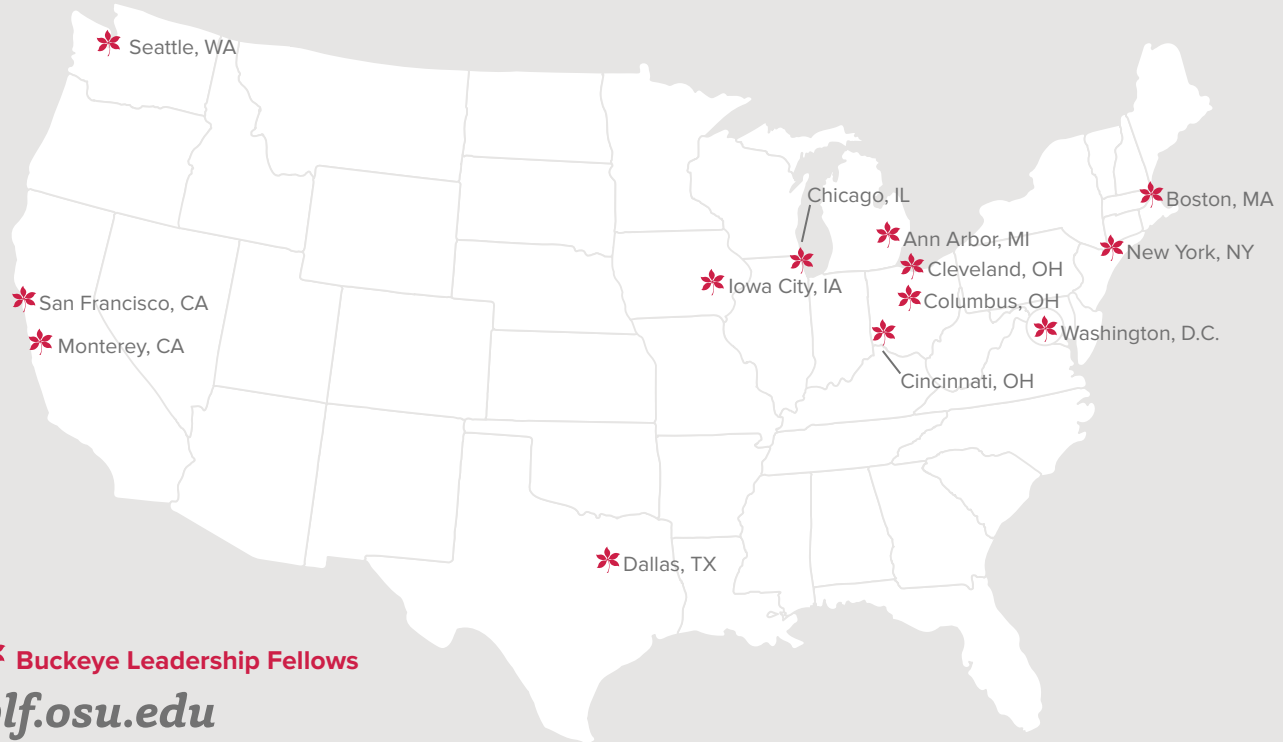 Seattle, WA
Chicago, IL
Boston, MA
Ann Arbor, MI
New York, NY
Cleveland, OH
Iowa City, IA
Columbus, OH
San Francisco, CA
Washington, D.C.
Monterey, CA
Cincinnati, OH
Dallas, TX
Buckeye Leadership Fellows
lf.osu.edu